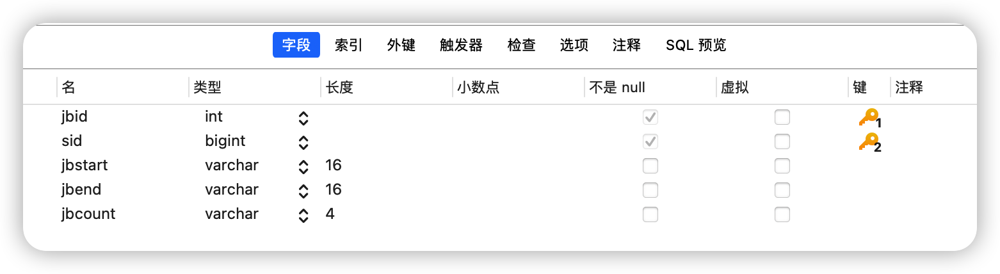 字段 索引 外键 触发器 检查 选项 注释 SQL 预览
名 类型 长度 小数点 不是 null 虚拟 键 注释
jbid int 1
sid bigint 2
jbstart varchar 16
jbend varchar 16
jbcount varchar 4